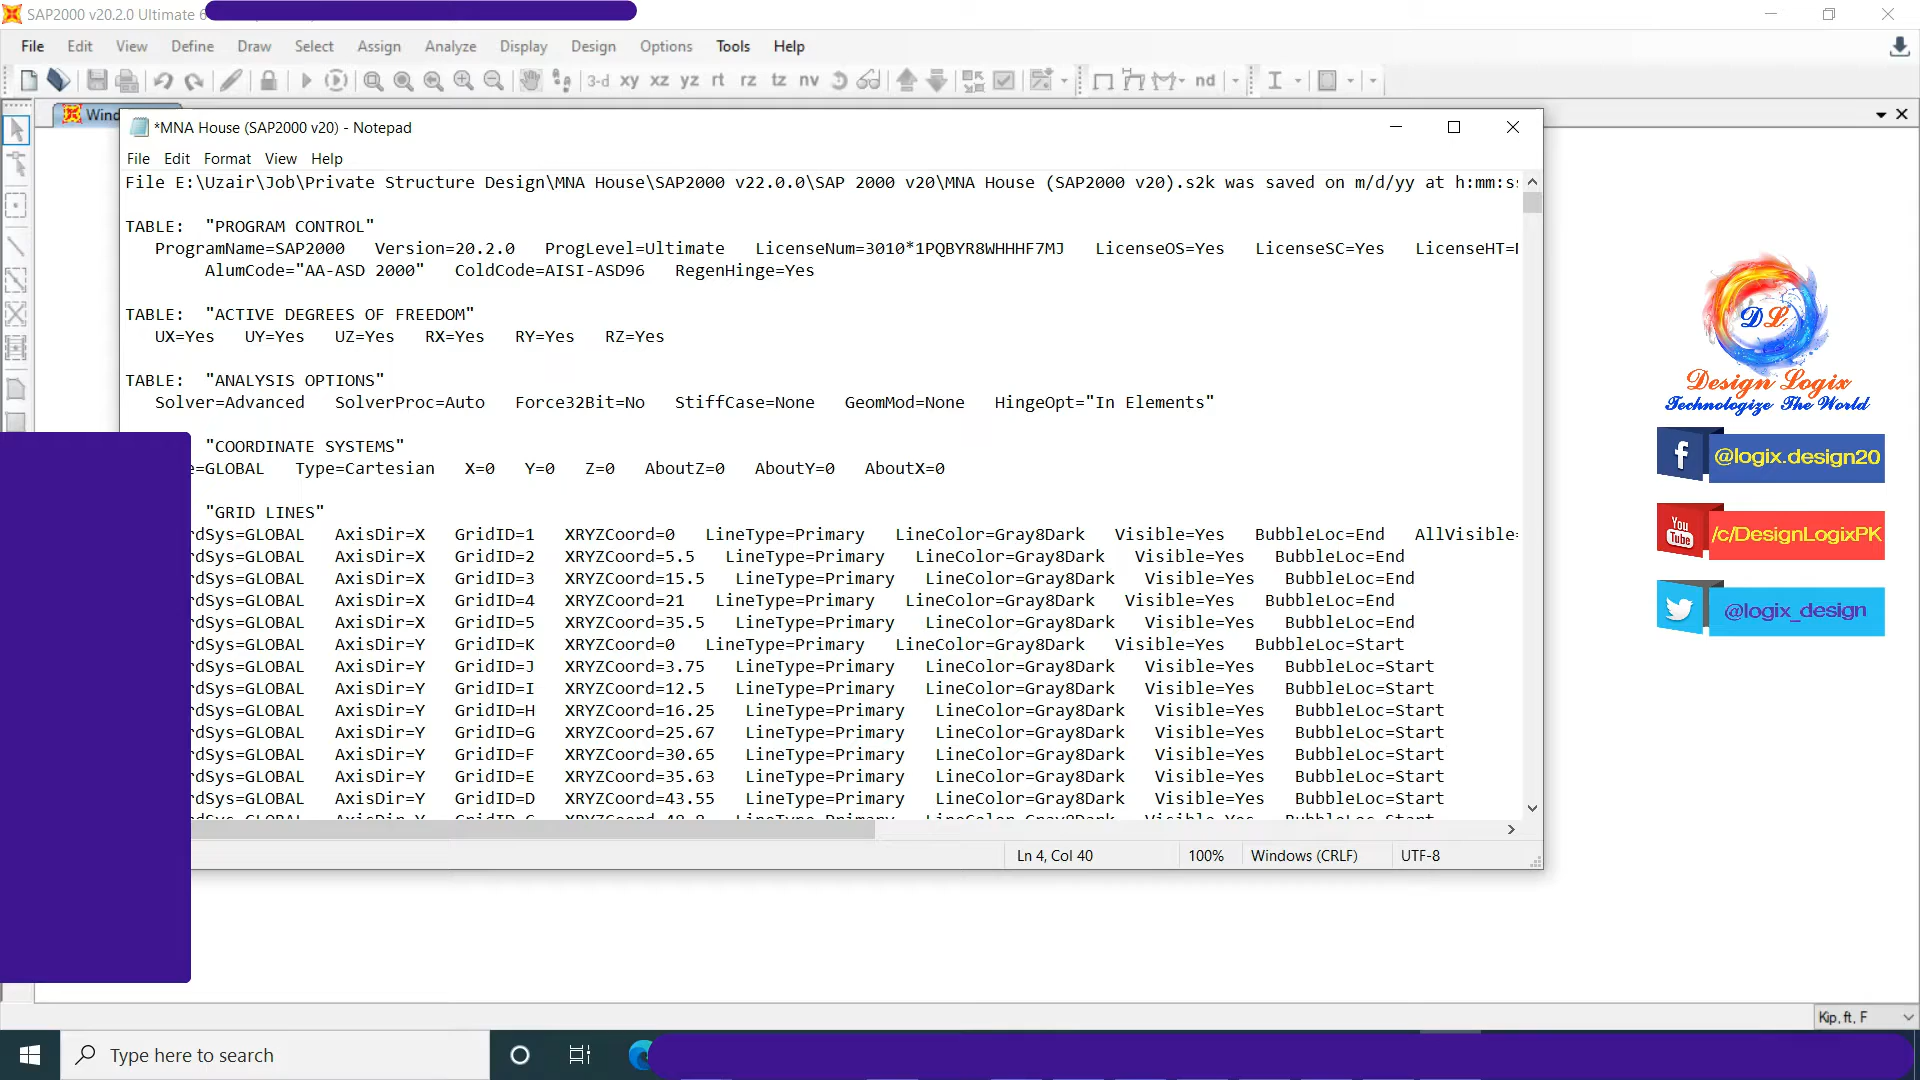 SAP2000 v20.2.0 Ultimate 6
File Edit View Define Draw Select Assign Analyze Display Design Options Tools Help
3-d xy xz yz rt rz tz nv nd
Wind
*MNA House (SAP2000 v20) - Notepad
File Edit Format View Help
File E:\Uzair\Job\Private Structure Design\MNA House\SAP2000 v22.0.0\SAP 2000 v20\MNA House (SAP2000 v20).s2k was saved on m/d/yy at h:mm:s
TABLE:  "PROGRAM CONTROL"
ProgramName=SAP2000   Version=20.2.0   ProgLevel=Ultimate   LicenseNum=3010*1PQBYR8WHHHF7MJ   LicenseOS=Yes   LicenseSC=Yes   LicenseHT=
AlumCode="AA-ASD 2000"   ColdCode=AISI-ASD96   RegenHinge=Yes
TABLE:  "ACTIVE DEGREES OF FREEDOM"
UX=Yes   UY=Yes   UZ=Yes   RX=Yes   RY=Yes   RZ=Yes
TABLE:  "ANALYSIS OPTIONS"
Solver=Advanced   SolverProc=Auto   Force32Bit=No   StiffCase=None   GeomMod=None   HingeOpt="In Elements"
"COORDINATE SYSTEMS"
e=GLOBAL   Type=Cartesian   X=0   Y=0   Z=0   AboutZ=0   AboutY=0   AboutX=0
"GRID LINES"
rdSys=GLOBAL   AxisDir=X   GridID=1   XRYZCoord=0   LineType=Primary   LineColor=Gray8Dark   Visible=Yes   BubbleLoc=End   AllVisible=
rdSys=GLOBAL   AxisDir=X   GridID=2   XRYZCoord=5.5   LineType=Primary   LineColor=Gray8Dark   Visible=Yes   BubbleLoc=End
rdSys=GLOBAL   AxisDir=X   GridID=3   XRYZCoord=15.5   LineType=Primary   LineColor=Gray8Dark   Visible=Yes   BubbleLoc=End
rdSys=GLOBAL   AxisDir=X   GridID=4   XRYZCoord=21   LineType=Primary   LineColor=Gray8Dark   Visible=Yes   BubbleLoc=End
rdSys=GLOBAL   AxisDir=X   GridID=5   XRYZCoord=35.5   LineType=Primary   LineColor=Gray8Dark   Visible=Yes   BubbleLoc=End
rdSys=GLOBAL   AxisDir=Y   GridID=K   XRYZCoord=0   LineType=Primary   LineColor=Gray8Dark   Visible=Yes   BubbleLoc=Start
rdSys=GLOBAL   AxisDir=Y   GridID=J   XRYZCoord=3.75   LineType=Primary   LineColor=Gray8Dark   Visible=Yes   BubbleLoc=Start
rdSys=GLOBAL   AxisDir=Y   GridID=I   XRYZCoord=12.5   LineType=Primary   LineColor=Gray8Dark   Visible=Yes   BubbleLoc=Start
rdSys=GLOBAL   AxisDir=Y   GridID=H   XRYZCoord=16.25   LineType=Primary   LineColor=Gray8Dark   Visible=Yes   BubbleLoc=Start
rdSys=GLOBAL   AxisDir=Y   GridID=G   XRYZCoord=25.67   LineType=Primary   LineColor=Gray8Dark   Visible=Yes   BubbleLoc=Start
rdSys=GLOBAL   AxisDir=Y   GridID=F   XRYZCoord=30.65   LineType=Primary   LineColor=Gray8Dark   Visible=Yes   BubbleLoc=Start
rdSys=GLOBAL   AxisDir=Y   GridID=E   XRYZCoord=35.63   LineType=Primary   LineColor=Gray8Dark   Visible=Yes   BubbleLoc=Start
rdSys=GLOBAL   AxisDir=Y   GridID=D   XRYZCoord=43.55   LineType=Primary   LineColor=Gray8Dark   Visible=Yes   BubbleLoc=Start
Ln 4, Col 40
100%
Windows (CRLF)
UTF-8
DL
Design Logix
Technologize The World
f @logix.design20
You Tube /c/DesignLogixPK
@logix_design
Kip, ft, F
Type here to search